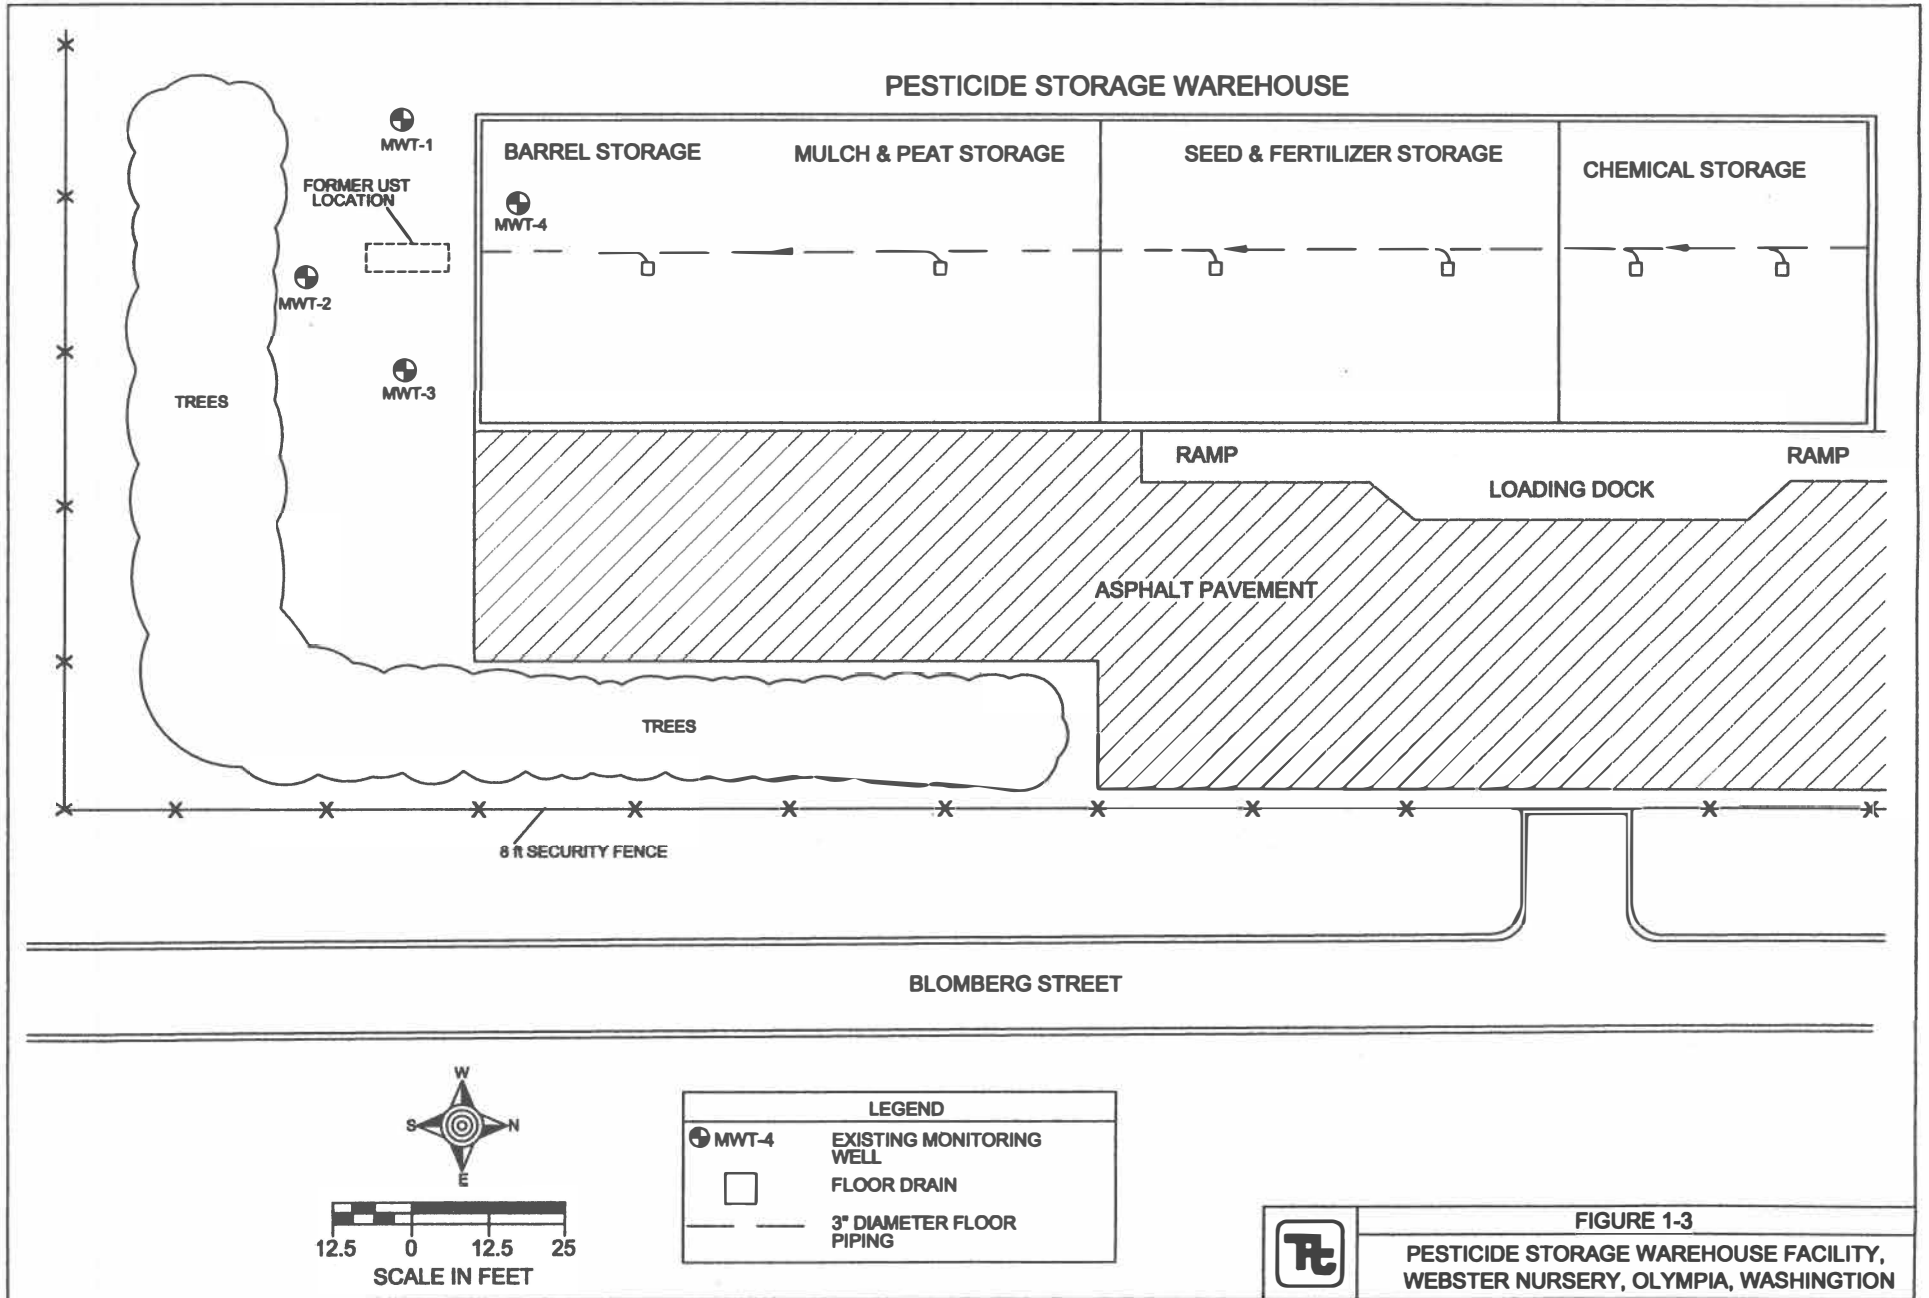 PESTICIDE STORAGE WAREHOUSE
MWT-1
BARREL STORAGE
MULCH & PEAT STORAGE
SEED & FERTILIZER STORAGE
CHEMICAL STORAGE
FORMER UST
LOCATION
MWT-4
MWT-2
MWT-3
TREES
RAMP
RAMP
LOADING DOCK
ASPHALT PAVEMENT
TREES
8 ft SECURITY FENCE
BLOMBERG STREET
W
S
N
E
12.5
0
12.5
25
SCALE IN FEET
LEGEND
MWT-4
EXISTING MONITORING
WELL
FLOOR DRAIN
3" DIAMETER FLOOR
PIPING
Tt
FIGURE 1-3
PESTICIDE STORAGE WAREHOUSE FACILITY,
WEBSTER NURSERY, OLYMPIA, WASHINGTION